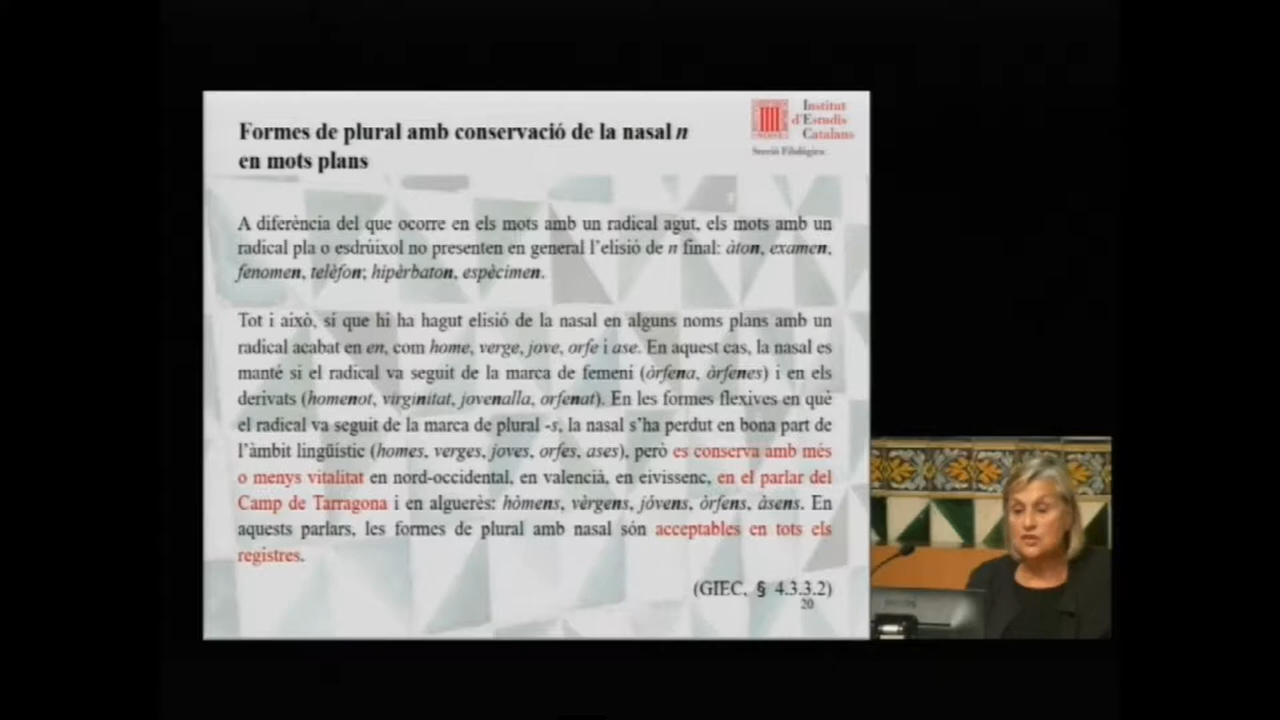 Formes de plural amb conservació de la nasal n
en mots plans
Institut
d'Estudis
Catalans
Secció Filològica
A diferència del que ocorre en els mots amb un radical agut, els mots amb un
radical pla o esdrúixol no presenten en general l'elisió de n final: àton, examen,
fenomen, telèfon; hipèrbaton, espècimen.
Tot i això, sí que hi ha hagut elisió de la nasal en alguns noms plans amb un
radical acabat en en, com home, verge, jove, orfe i ase. En aquest cas, la nasal es
manté si el radical va seguit de la marca de femení (òrfena, òrfenes) i en els
derivats (homenot, virginitat, jovenalla, orfenat). En les formes flexives en què
el radical va seguit de la marca de plural -s, la nasal s'ha perdut en bona part de
l'àmbit lingüístic (homes, verges, joves, orfes, ases), però es conserva amb més
o menys vitalitat en nord-occidental, en valencià, en eivissenc, en el parlar del
Camp de Tarragona i en alguerès: hòmens, vèrgens, jóvens, òrfens, àsens. En
aquests parlars, les formes de plural amb nasal són acceptables en tots els
registres.
(GIEC, § 4.3.3.2)
20